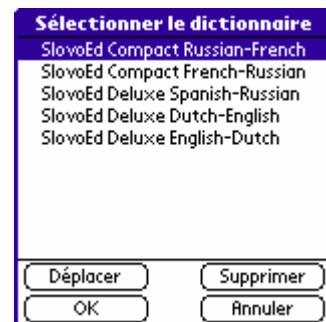 Sélectionner le dictionnaire
SlovoEd Compact Russian-French
SlovoEd Compact French-Russian
SlovoEd Deluxe Spanish-Russian
SlovoEd Deluxe Dutch-English
SlovoEd Deluxe English-Dutch
Déplacer Supprimer
OK Annuler